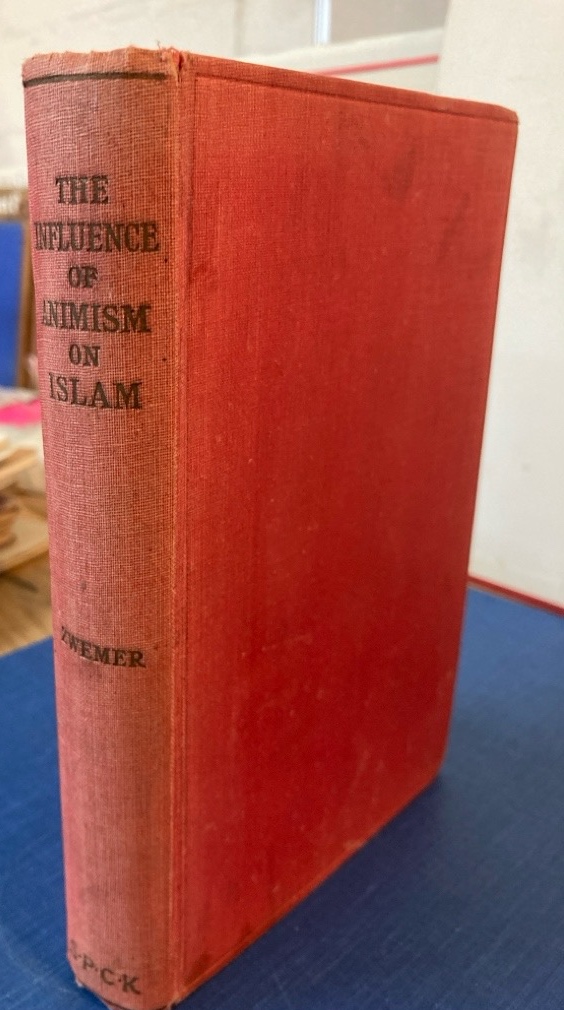 THE
INFLUENCE
OF
ANIMISM
ON
ISLAM
ZWEMER
S·P·C·K